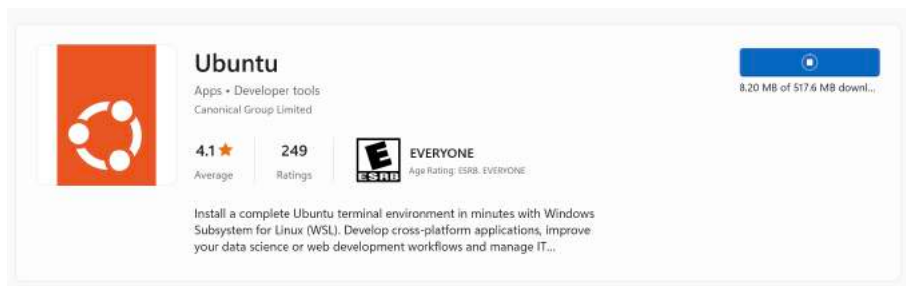 Ubuntu
Apps • Developer tools
Canonical Group Limited
8.20 MB of 517.6 MB downl...
4.1★
Average
249
Ratings
E
ESRB
EVERYONE
Age Rating: ESRB. EVERYONE
Install a complete Ubuntu terminal environment in minutes with Windows
Subsystem for Linux (WSL). Develop cross-platform applications, improve
your data science or web development workflows and manage IT...